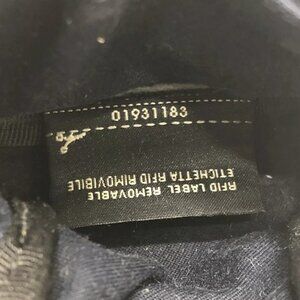 01931183
RFID LABEL REMOVABLE
ETICHETTA RFID RIMOVIBILE